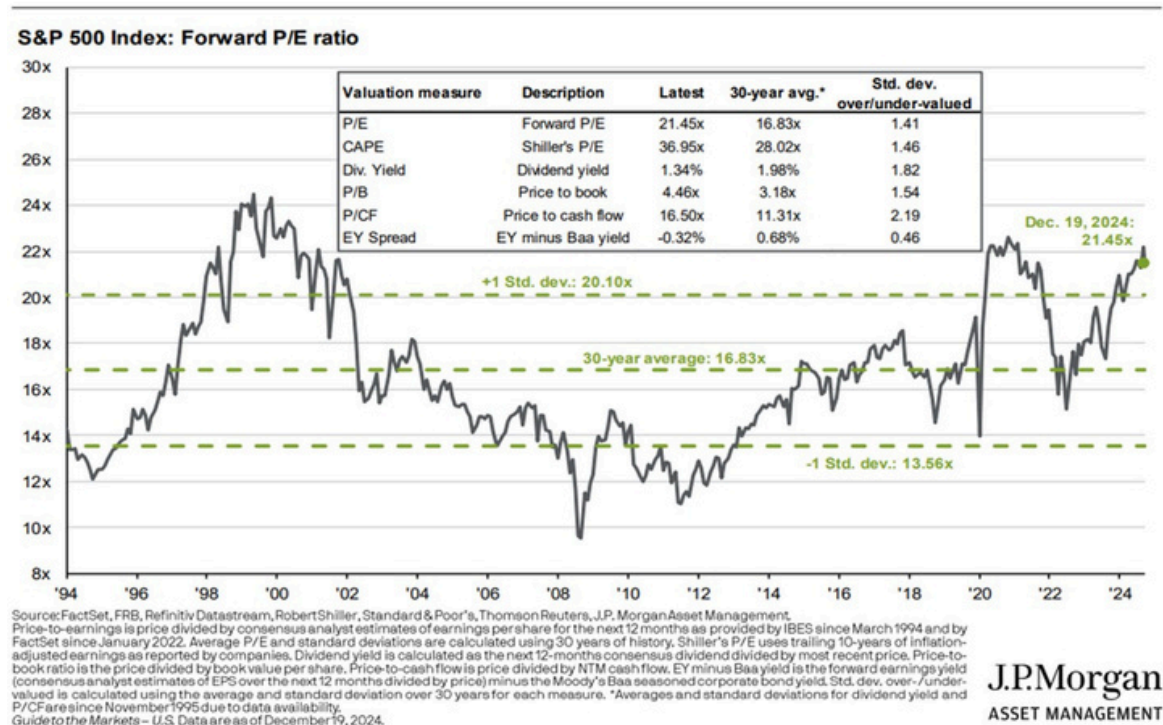 S&P 500 Index: Forward P/E ratio
30x
28x
26x
24x
22x
20x
18x
16x
14x
12x
10x
8x
Valuation measure Description Latest 30-year avg.* Std. dev. over/under-valued
P/E Forward P/E 21.45x 16.83x 1.41
CAPE Shiller's P/E 36.95x 28.02x 1.46
Div. Yield Dividend yield 1.34% 1.98% 1.82
P/B Price to book 4.46x 3.18x 1.54
P/CF Price to cash flow 16.50x 11.31x 2.19
EY Spread EY minus Baa yield -0.32% 0.68% 0.46
Dec. 19, 2024:
21.45x
+1 Std. dev.: 20.10x
30-year average: 16.83x
-1 Std. dev.: 13.56x
'94 '96 '98 '00 '02 '04 '06 '08 '10 '12 '14 '16 '18 '20 '22 '24
Source: FactSet, FRB, Refinitiv Datastream, Robert Shiller, Standard & Poor's, Thomson Reuters, J.P. Morgan Asset Management.
Price-to-earnings is price divided by consensus analyst estimates of earnings per share for the next 12 months as provided by IBES since March 1994 and by
FactSet since January 2022. Average P/E and standard deviations are calculated using 30 years of history. Shiller's P/E uses trailing 10-years of inflation-
adjusted earnings as reported by companies. Dividend yield is calculated as the next 12-months consensus dividend divided by most recent price. Price-to-
book ratio is the price divided by book value per share. Price-to-cash flow is price divided by NTM cash flow. EY minus Baa yield is the forward earnings yield
(consensus analyst estimates of EPS over the next 12 months divided by price) minus the Moody's Baa seasoned corporate bond yield. Std. dev. over-/under-
valued is calculated using the average and standard deviation over 30 years for each measure. *Averages and standard deviations for dividend yield and
P/CF are since November 1995 due to data availability.
Guide to the Markets – U.S. Data are as of December 19, 2024.
J.P.Morgan
ASSET MANAGEMENT